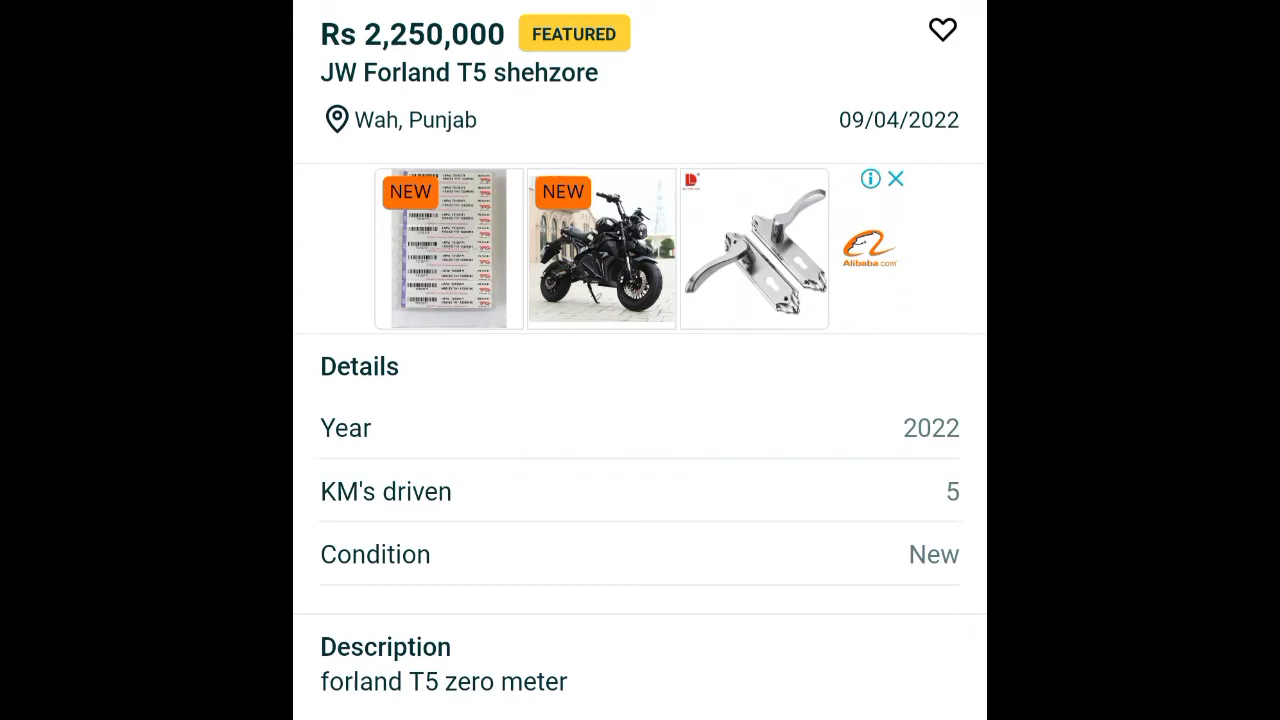 Rs 2,250,000 FEATURED
JW Forland T5 shehzore
Wah, Punjab 09/04/2022
NEW NEW
Alibaba.com
Details
Year 2022
KM's driven 5
Condition New
Description
forland T5 zero meter